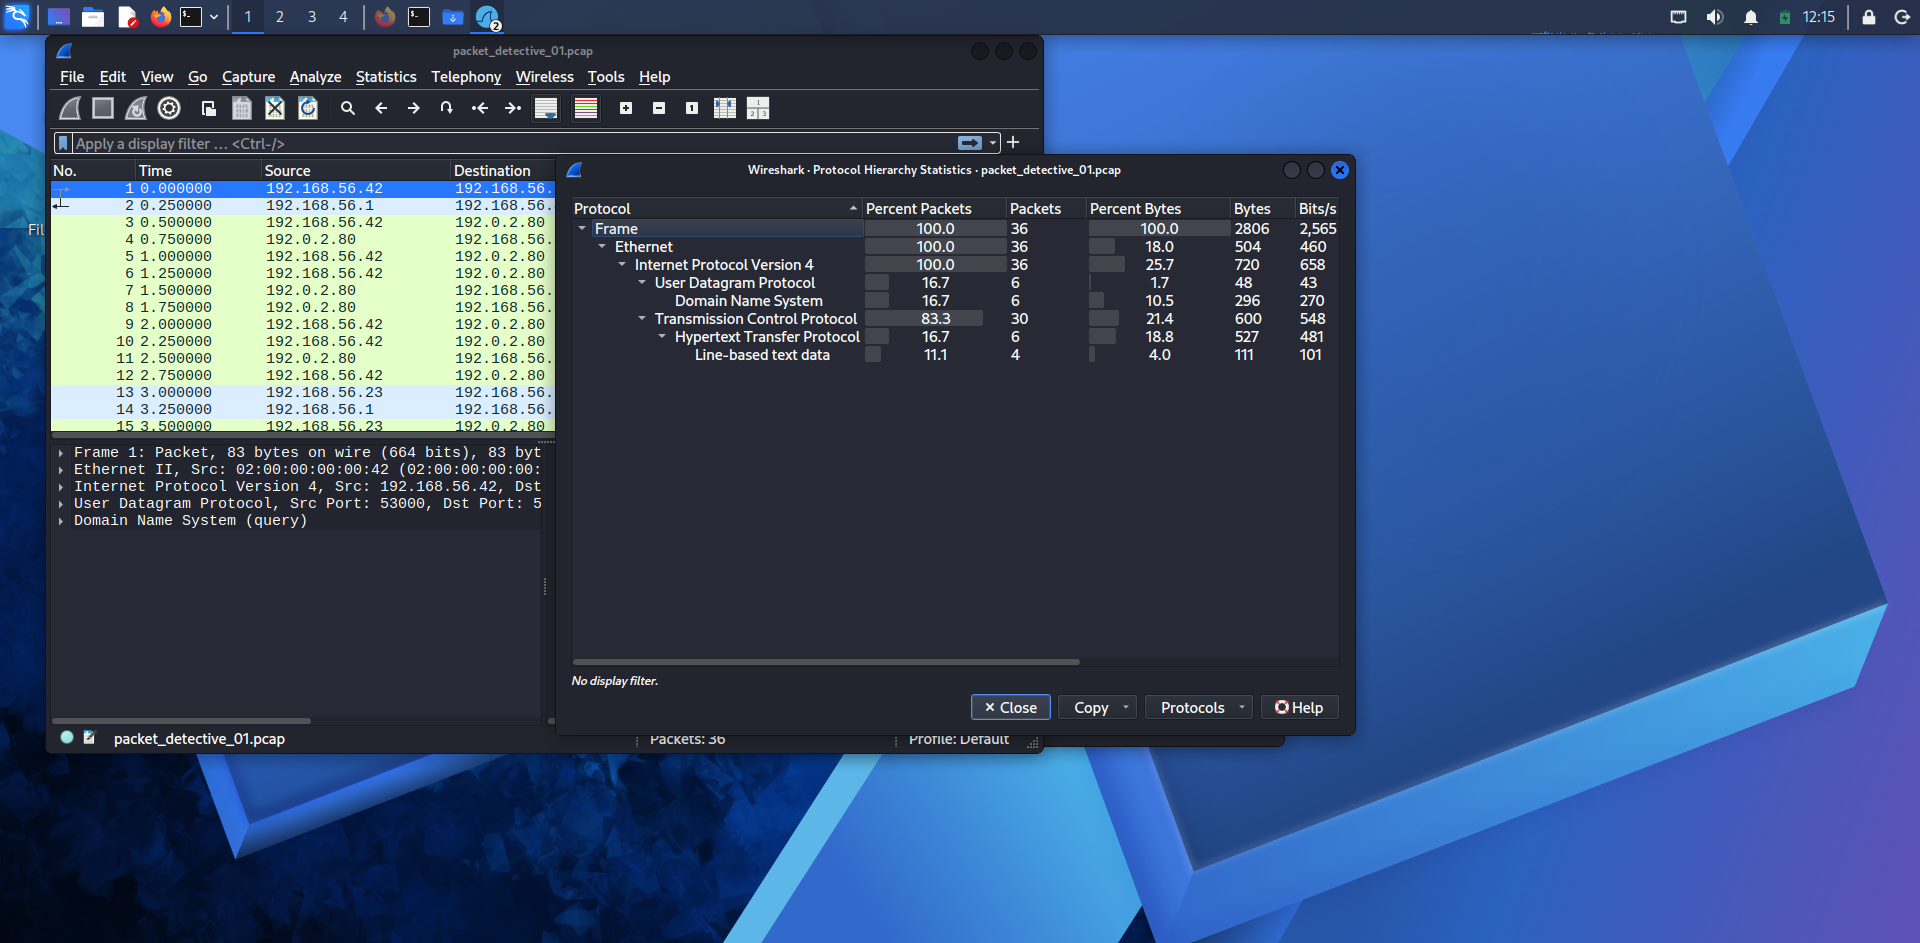 1 2 3 4 2 12:15
packet_detective_01.pcap
File Edit View Go Capture Analyze Statistics Telephony Wireless Tools Help
Apply a display filter … <Ctrl-/>
No. Time Source Destination
1 0.000000 192.168.56.42 192.168.56.
2 0.250000 192.168.56.1 192.168.56.
3 0.500000 192.168.56.42 192.0.2.80
4 0.750000 192.0.2.80 192.168.56.
5 1.000000 192.168.56.42 192.0.2.80
6 1.250000 192.168.56.42 192.0.2.80
7 1.500000 192.0.2.80 192.168.56.
8 1.750000 192.0.2.80 192.168.56.
9 2.000000 192.168.56.42 192.0.2.80
10 2.250000 192.168.56.42 192.0.2.80
11 2.500000 192.0.2.80 192.168.56.
12 2.750000 192.168.56.42 192.0.2.80
13 3.000000 192.168.56.23 192.168.56.
14 3.250000 192.168.56.1 192.168.56.
15 3.500000 192.168.56.23 192.0.2.80
Fil
Frame 1: Packet, 83 bytes on wire (664 bits), 83 byt
Ethernet II, Src: 02:00:00:00:00:42 (02:00:00:00:00:
Internet Protocol Version 4, Src: 192.168.56.42, Dst
User Datagram Protocol, Src Port: 53000, Dst Port: 5
Domain Name System (query)
packet_detective_01.pcap Packets: 36 Profile: Default
Wireshark · Protocol Hierarchy Statistics · packet_detective_01.pcap
Protocol Percent Packets Packets Percent Bytes Bytes Bits/s
Frame 100.0 36 100.0 2806 2,565
Ethernet 100.0 36 18.0 504 460
Internet Protocol Version 4 100.0 36 25.7 720 658
User Datagram Protocol 16.7 6 1.7 48 43
Domain Name System 16.7 6 10.5 296 270
Transmission Control Protocol 83.3 30 21.4 600 548
Hypertext Transfer Protocol 16.7 6 18.8 527 481
Line-based text data 11.1 4 4.0 111 101
No display filter.
Close Copy Protocols Help